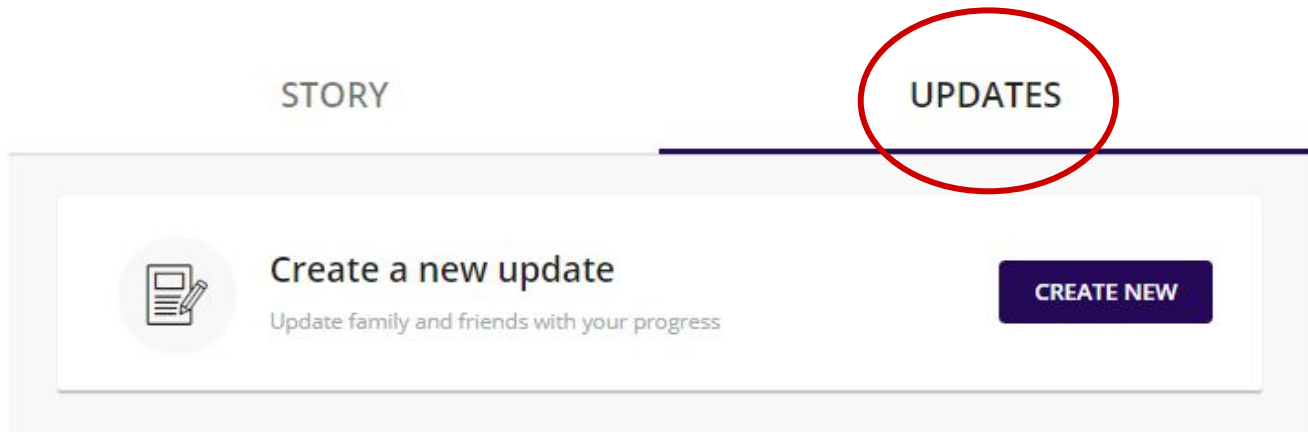 STORY
UPDATES
Create a new update
Update family and friends with your progress
CREATE NEW